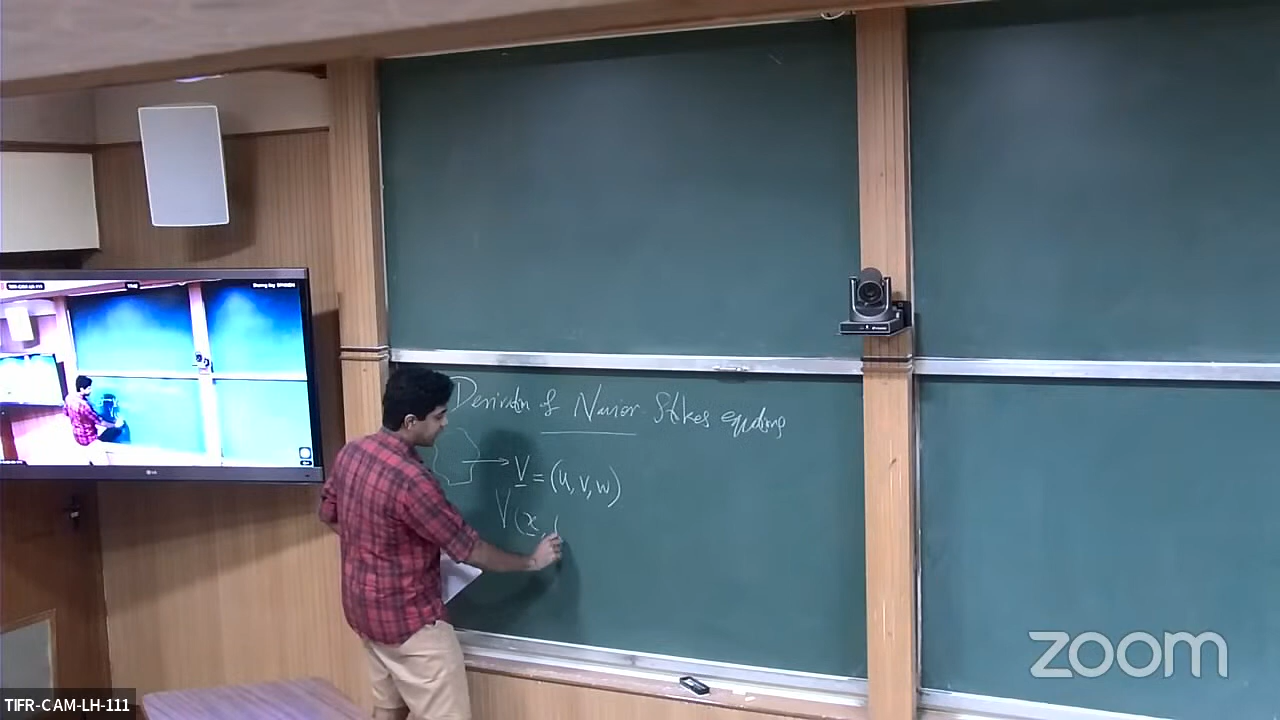 Derivation of Navier Stokes equations
V = (u, v, w)
V (x, t
zoom
TIFR-CAM-LH-111